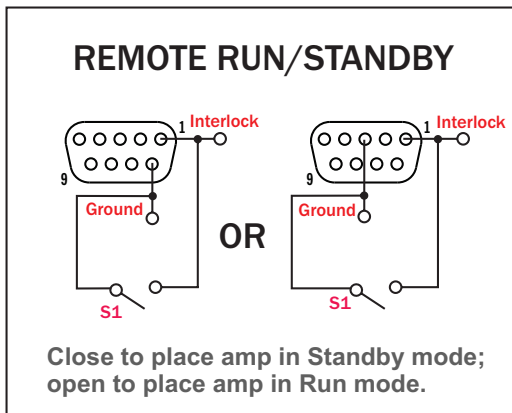 REMOTE RUN/STANDBY
1 Interlock
9
Ground
S1
OR
1 Interlock
9
Ground
S1
Close to place amp in Standby mode;
open to place amp in Run mode.